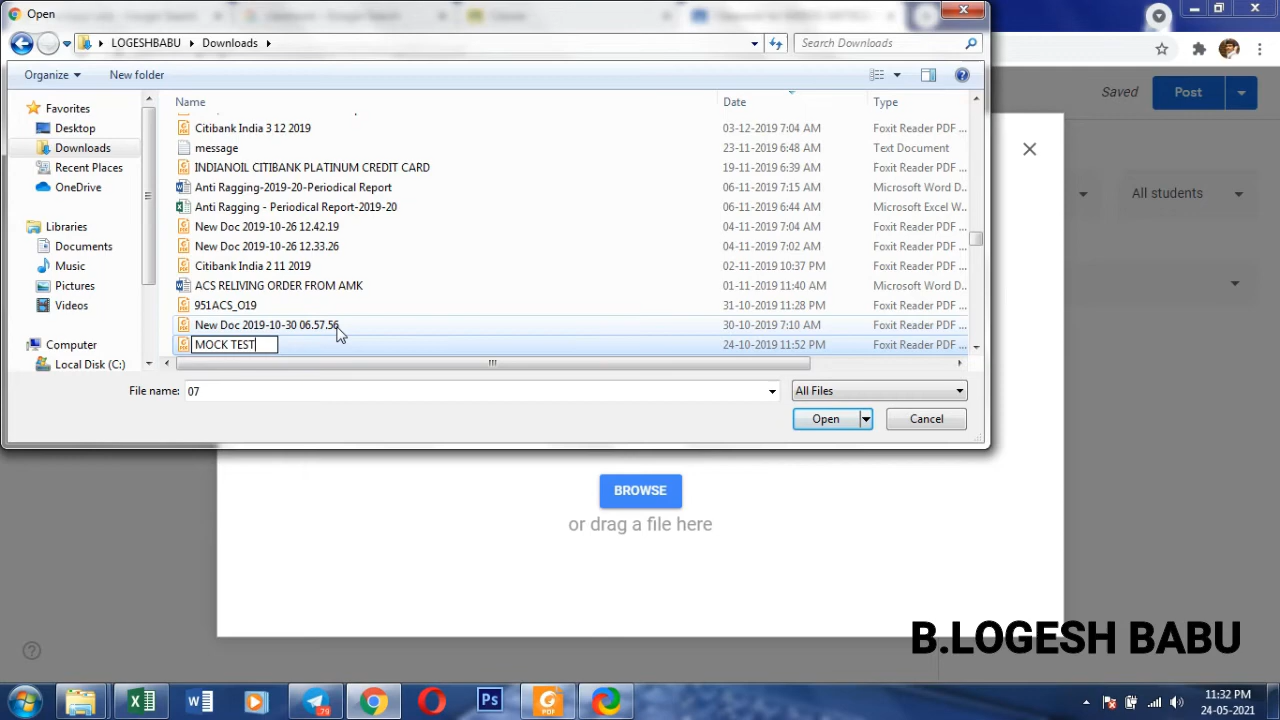 Open
LOGESHBABU Downloads
Search Downloads
Organize
New folder
Saved
Post
Name
Date
Type
Favorites
Desktop
Downloads
Recent Places
OneDrive
Libraries
Documents
Music
Pictures
Videos
Computer
Local Disk (C:)
Citibank India 3 12 2019 03-12-2019 7:04 AM Foxit Reader PDF ...
message 23-11-2019 6:48 AM Text Document
INDIANOIL CITIBANK PLATINUM CREDIT CARD 19-11-2019 6:39 AM Foxit Reader PDF ...
Anti Ragging-2019-20-Periodical Report 06-11-2019 7:15 AM Microsoft Word D...
Anti Ragging - Periodical Report-2019-20 06-11-2019 6:44 AM Microsoft Excel W...
New Doc 2019-10-26 12.42.19 04-11-2019 7:04 AM Foxit Reader PDF ...
New Doc 2019-10-26 12.33.26 04-11-2019 7:02 AM Foxit Reader PDF ...
Citibank India 2 11 2019 02-11-2019 10:37 PM Foxit Reader PDF ...
ACS RELIVING ORDER FROM AMK 01-11-2019 11:40 AM Microsoft Word D...
951ACS_O19 31-10-2019 11:28 PM Foxit Reader PDF ...
New Doc 2019-10-30 06.57.56 30-10-2019 7:10 AM Foxit Reader PDF ...
MOCK TEST 24-10-2019 11:52 PM Foxit Reader PDF ...
All students
File name: 07
All Files
Open
Cancel
BROWSE
or drag a file here
B.LOGESH BABU
79
Ps
PDF
11:32 PM
24-05-2021